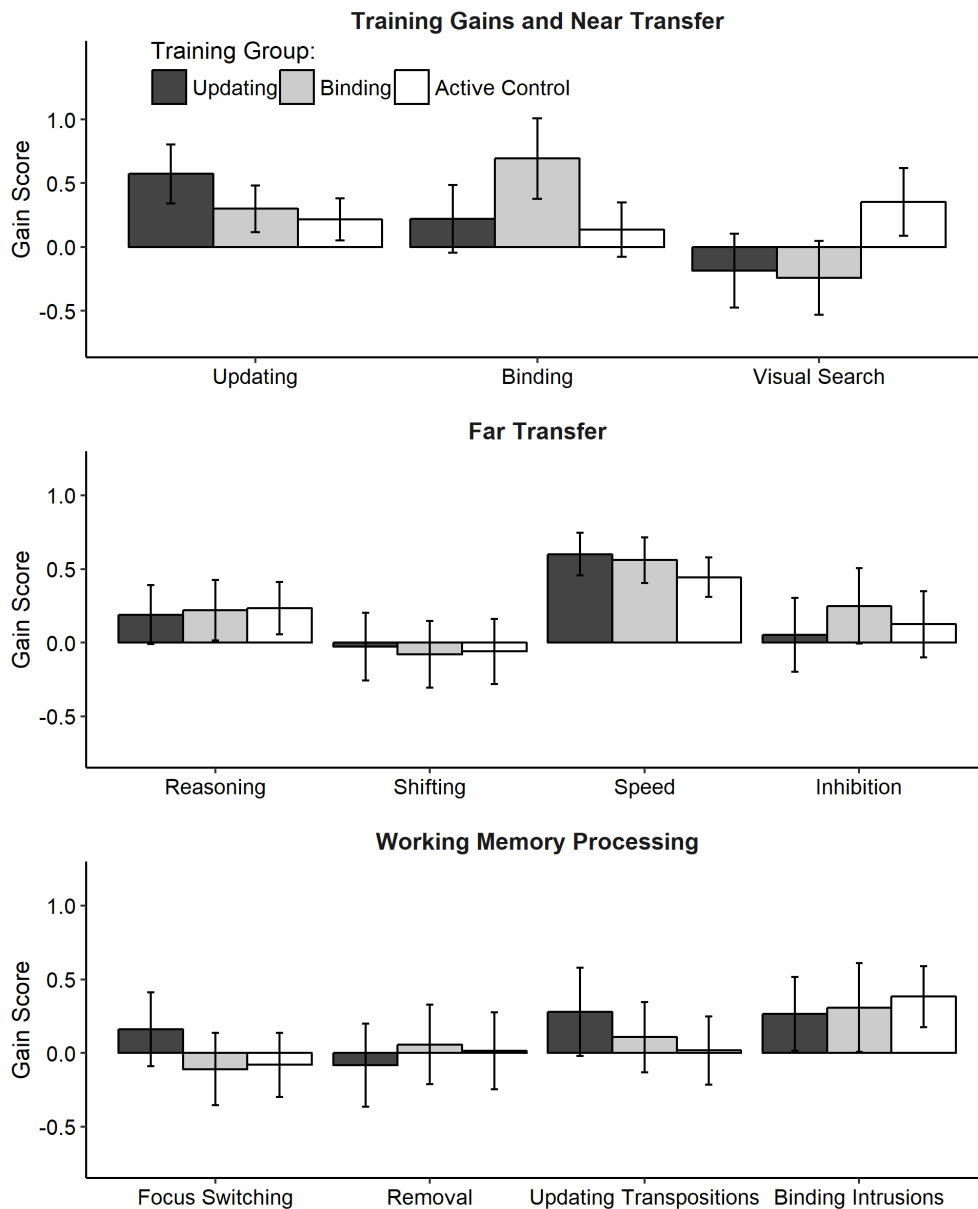 Training Gains and Near Transfer
Training Group:
Updating Binding Active Control
Gain Score
1.0
0.5
0.0
-0.5
Updating Binding Visual Search
Far Transfer
Gain Score
1.0
0.5
0.0
-0.5
Reasoning Shifting Speed Inhibition
Working Memory Processing
Gain Score
1.0
0.5
0.0
-0.5
Focus Switching Removal Updating Transpositions Binding Intrusions